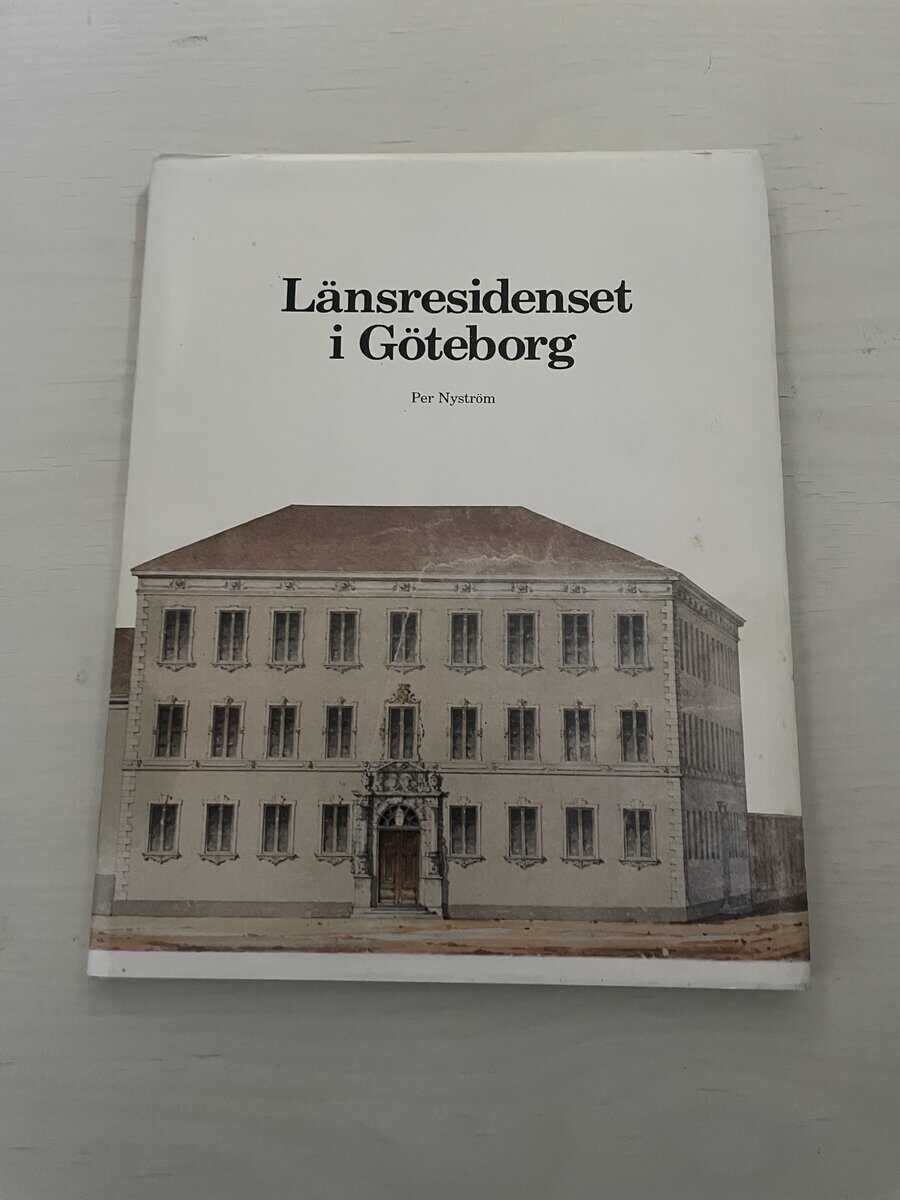 Länsresidenset
i Göteborg
Per Nyström